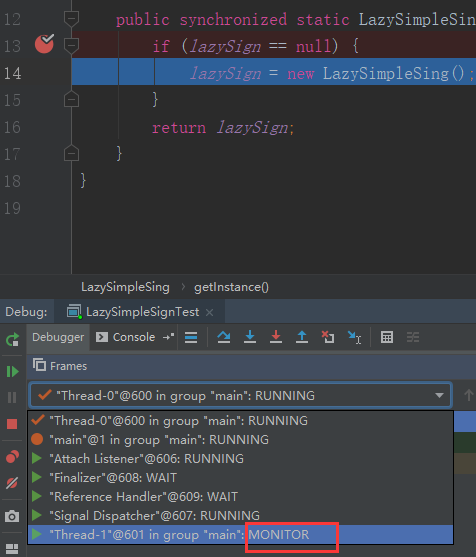 12 public synchronized static LazySimpleSin
13 if (lazySign == null) {
14 lazySign = new LazySimpleSing();
15 }
16 return lazySign;
17 }
18 }
19
LazySimpleSing › getInstance()
Debug: LazySimpleSignTest ×
Debugger Console
Frames
"Thread-0"@600 in group "main": RUNNING
"Thread-0"@600 in group "main": RUNNING
"main"@1 in group "main": RUNNING
"Attach Listener"@606: RUNNING
"Finalizer"@608: WAIT
"Reference Handler"@609: WAIT
"Signal Dispatcher"@607: RUNNING
"Thread-1"@601 in group "main": MONITOR